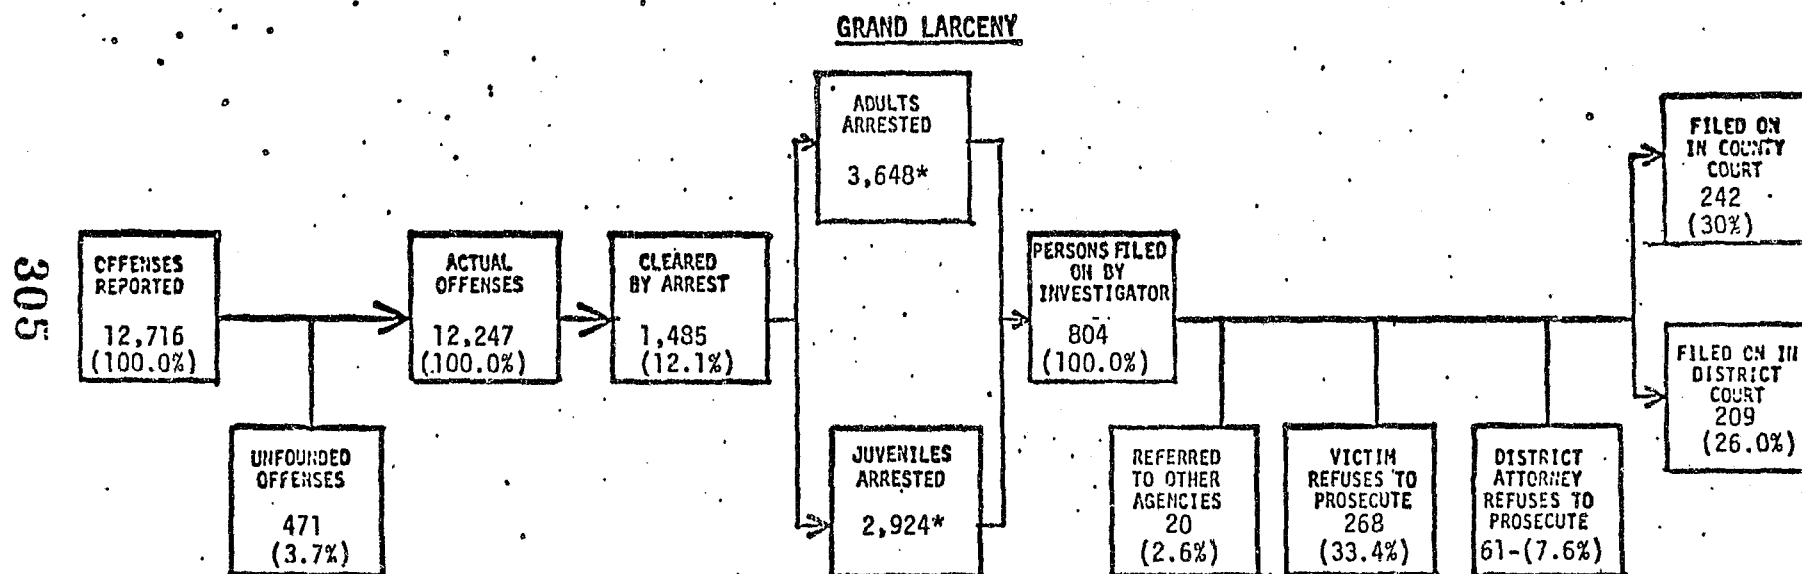 GRAND LARCENY
305
OFFENSES
REPORTED
12,716
(100.0%)
UNFOUNDED
OFFENSES
471
(3.7%)
ACTUAL
OFFENSES
12,247
(100.0%)
CLEARED
BY ARREST
1,485
(12.1%)
ADULTS
ARRESTED
3,648*
JUVENILES
ARRESTED
2,924*
PERSONS FILED
ON BY
INVESTIGATOR
804
(100.0%)
REFERRED
TO OTHER
AGENCIES
20
(2.6%)
VICTIM
REFUSES TO
PROSECUTE
268
(33.4%)
DISTRICT
ATTORNEY
REFUSES TO
PROSECUTE
61-(7.6%)
FILED ON
IN COUNTY
COURT
242
(30%)
FILED ON IN
DISTRICT
COURT
209
(26.0%)